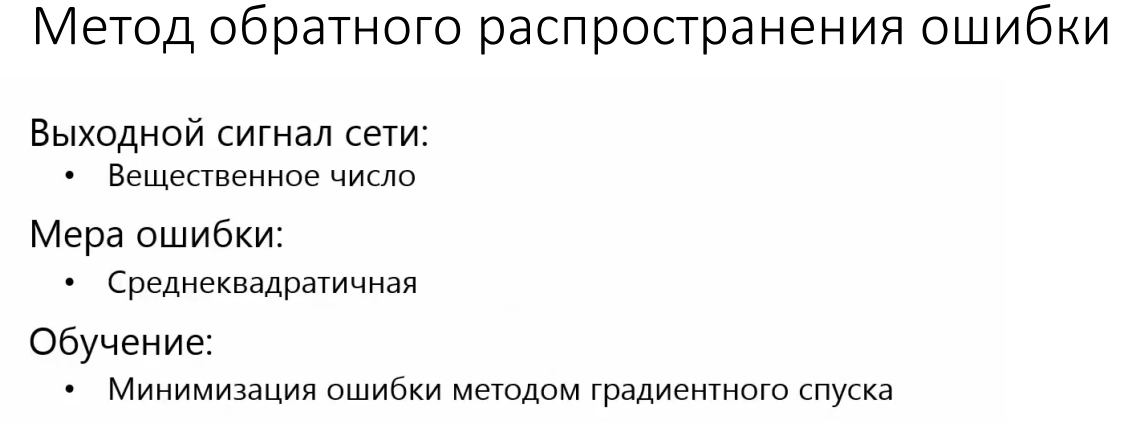 Метод обратного распространения ошибки
Выходной сигнал сети:
• Вещественное число
Мера ошибки:
• Среднеквадратичная
Обучение:
• Минимизация ошибки методом градиентного спуска